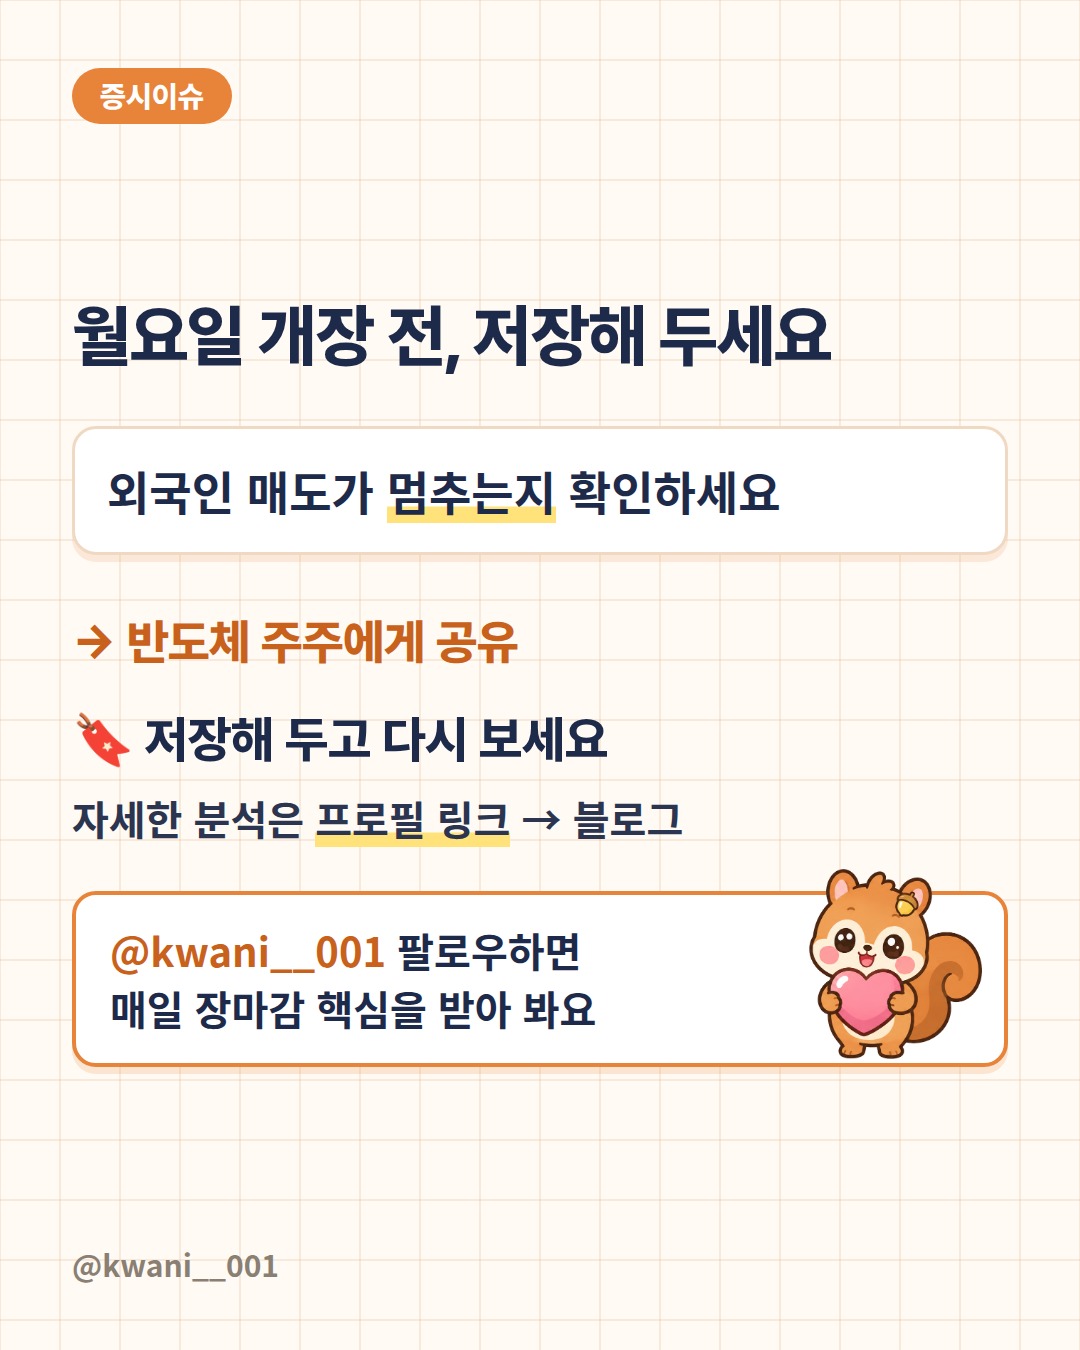 증시이슈
월요일 개장 전, 저장해 두세요
외국인 매도가 멈추는지 확인하세요
→ 반도체 주주에게 공유
🔖 저장해 두고 다시 보세요
자세한 분석은 프로필 링크 → 블로그
@kwani__001 팔로우하면
매일 장마감 핵심을 받아 봐요
@kwani__001